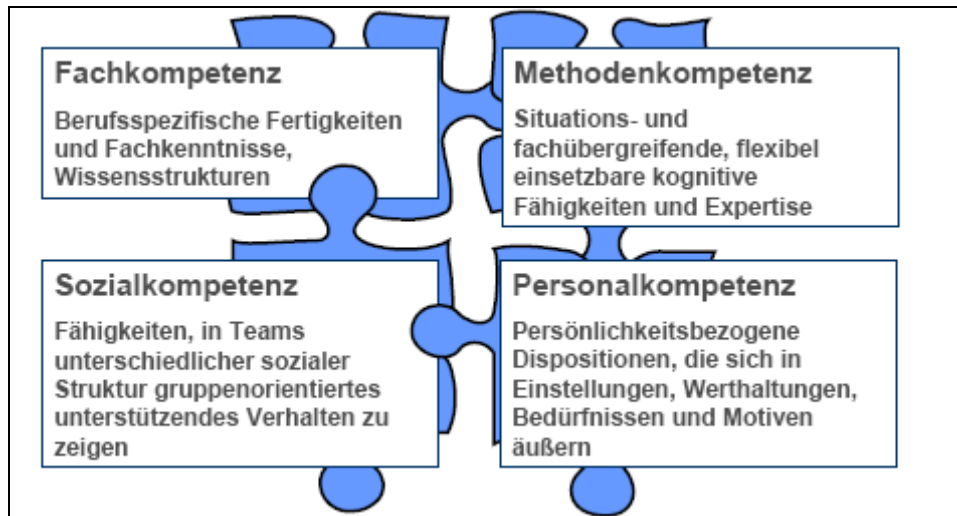 Fachkompetenz
Berufsspezifische Fertigkeiten
und Fachkenntnisse,
Wissensstrukturen
Methodenkompetenz
Situations- und
fachübergreifende, flexibel
einsetzbare kognitive
Fähigkeiten und Expertise
Sozialkompetenz
Fähigkeiten, in Teams
unterschiedlicher sozialer
Struktur gruppenorientiertes
unterstützendes Verhalten zu
zeigen
Personalkompetenz
Persönlichkeitsbezogene
Dispositionen, die sich in
Einstellungen, Werthaltungen,
Bedürfnissen und Motiven
äußern